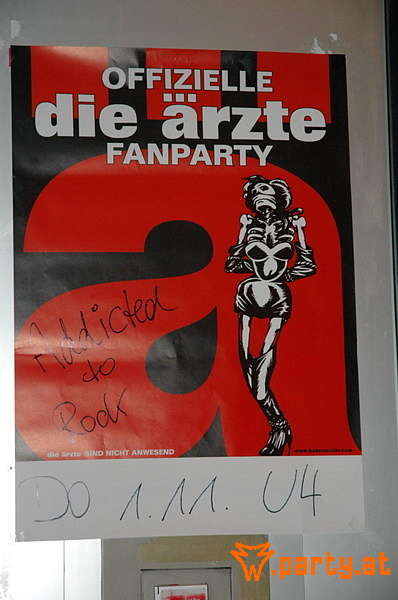 OFFIZIELLE
die ärzte
FANPARTY
Addicted
to
Rock
die ärzte SIND NICHT ANWESEND
DO 1.11. U4
.party.at